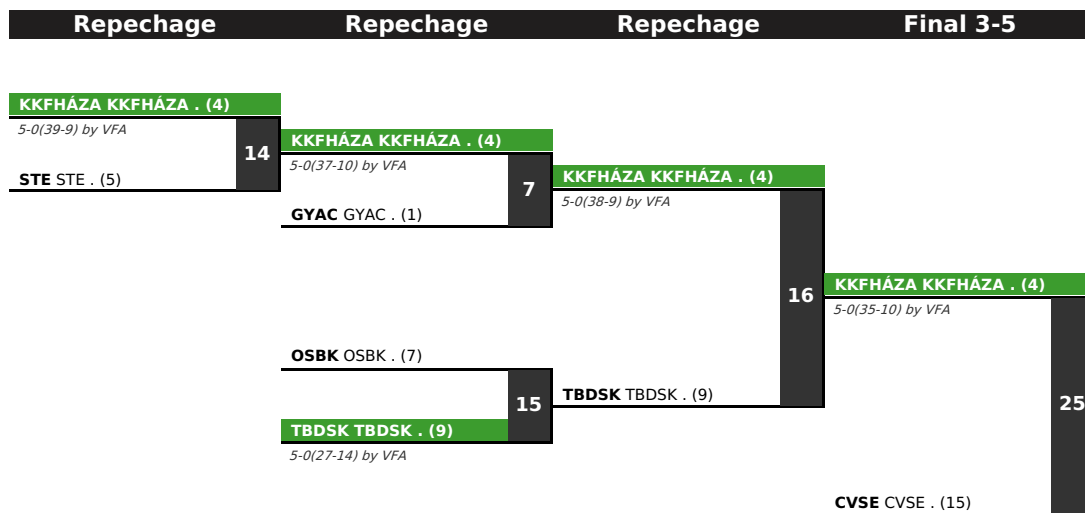 Repechage Repechage Repechage Final 3-5
KKFHÁZA KKFHÁZA . (4)
5-0(39-9) by VFA
14
STE STE . (5)
KKFHÁZA KKFHÁZA . (4)
5-0(37-10) by VFA
7
GYAC GYAC . (1)
KKFHÁZA KKFHÁZA . (4)
5-0(38-9) by VFA
16
KKFHÁZA KKFHÁZA . (4)
5-0(35-10) by VFA
25
OSBK OSBK . (7)
15
TBDSK TBDSK . (9)
5-0(27-14) by VFA
TBDSK TBDSK . (9)
CVSE CVSE . (15)